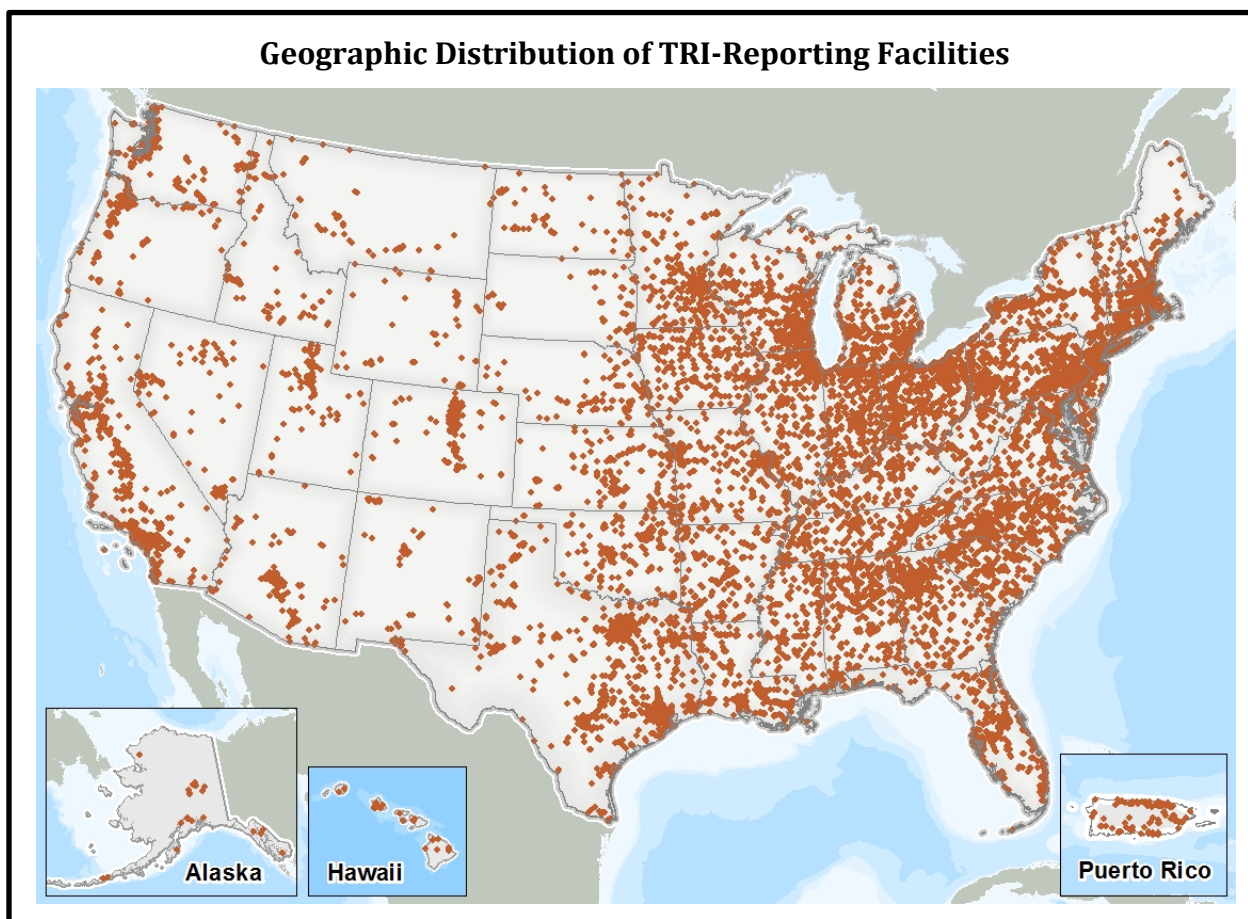 Geographic Distribution of TRI-Reporting Facilities
Alaska
Hawaii
Puerto Rico